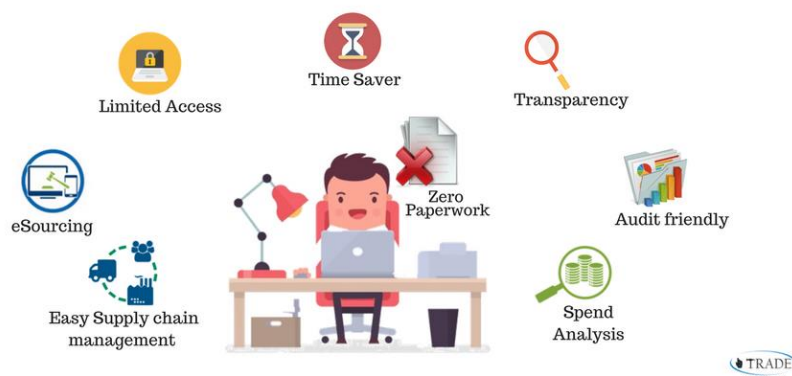 Time Saver
Limited Access
Transparency
Zero
Paperwork
eSourcing
Audit friendly
Easy Supply chain
management
Spend
Analysis
TRADE